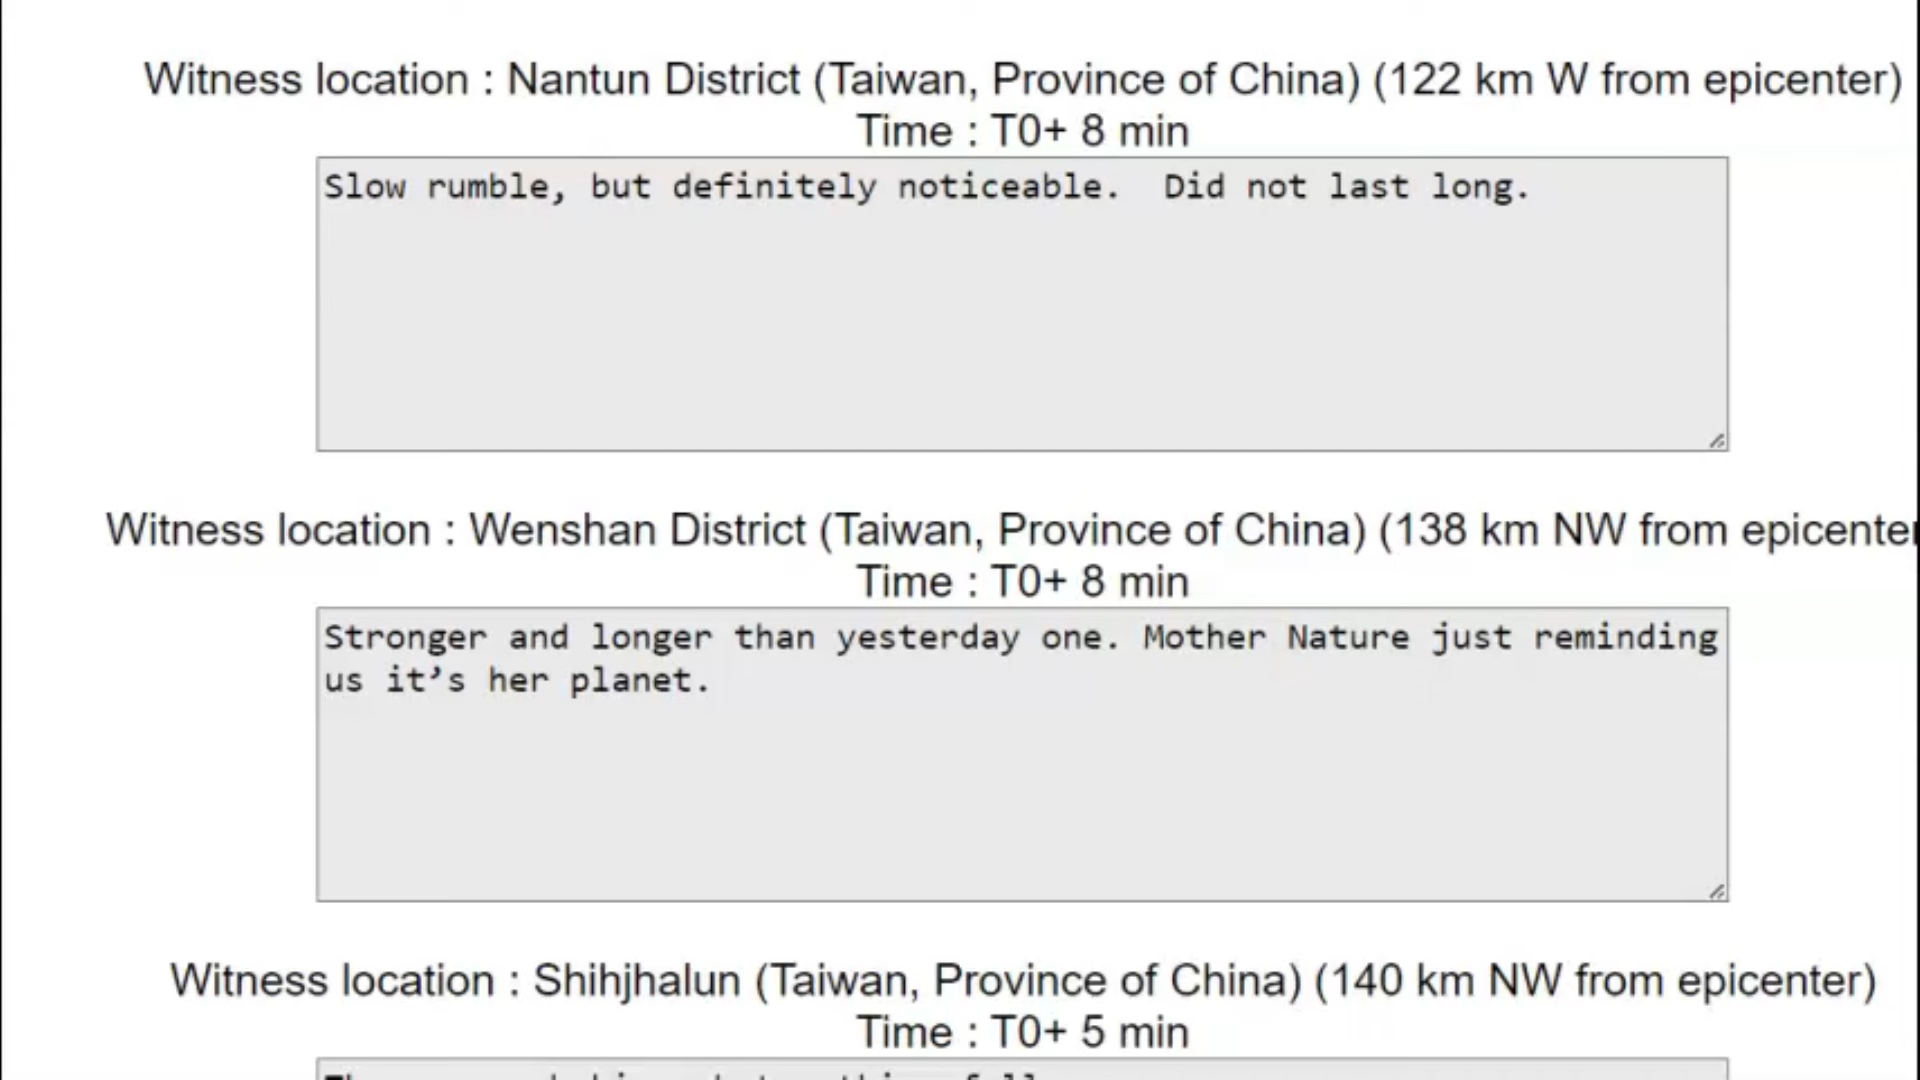 Witness location : Nantun District (Taiwan, Province of China) (122 km W from epicenter)
Time : T0+ 8 min
Slow rumble, but definitely noticeable.  Did not last long.
Witness location : Wenshan District (Taiwan, Province of China) (138 km NW from epicenter
Time : T0+ 8 min
Stronger and longer than yesterday one. Mother Nature just reminding
us it’s her planet.
Witness location : Shihjhalun (Taiwan, Province of China) (140 km NW from epicenter)
Time : T0+ 5 min